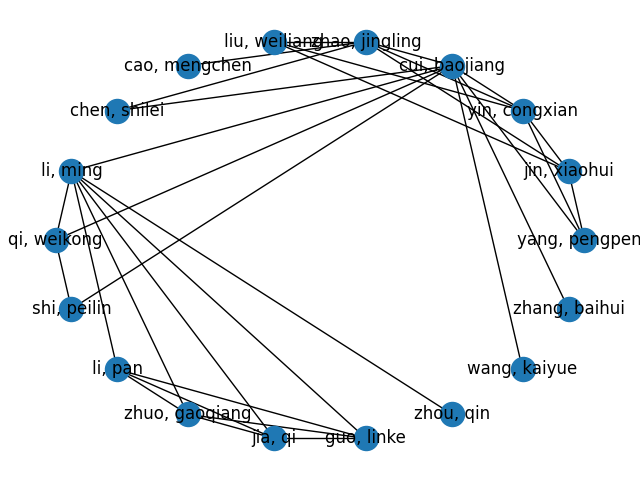 liu, weiliang
zhao, jingling
cao, mengchen
cui, baojiang
chen, shilei
yin, congxian
li, ming
jin, xiaohui
qi, weikong
yang, pengpen
shi, peilin
zhang, baihui
li, pan
wang, kaiyue
zhuo, gaoqiang
zhou, qin
jia, qi
guo, linke